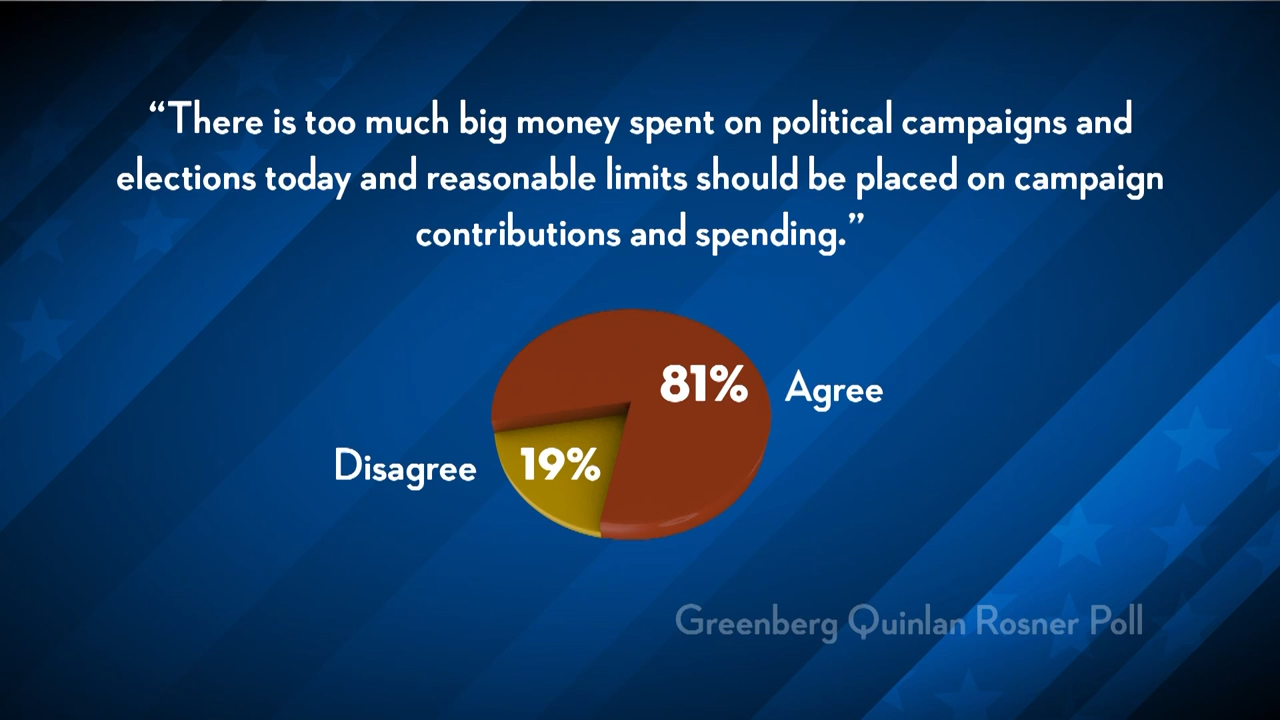 “There is too much big money spent on political campaigns and
elections today and reasonable limits should be placed on campaign
contributions and spending.”
81% Agree
Disagree 19%
Greenberg Quinlan Rosner Poll